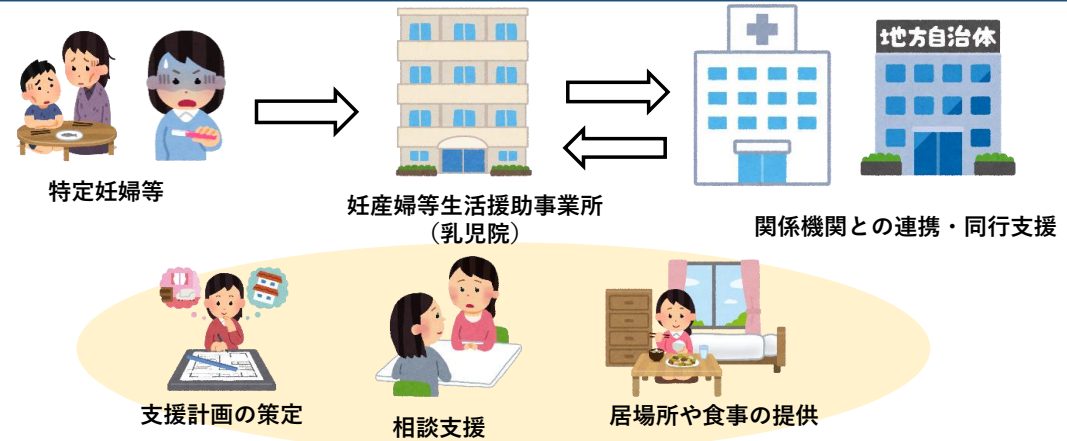 地方自治体
特定妊婦等
妊産婦等生活援助事業所
（乳児院）
関係機関との連携・同行支援
支援計画の策定
相談支援
居場所や食事の提供